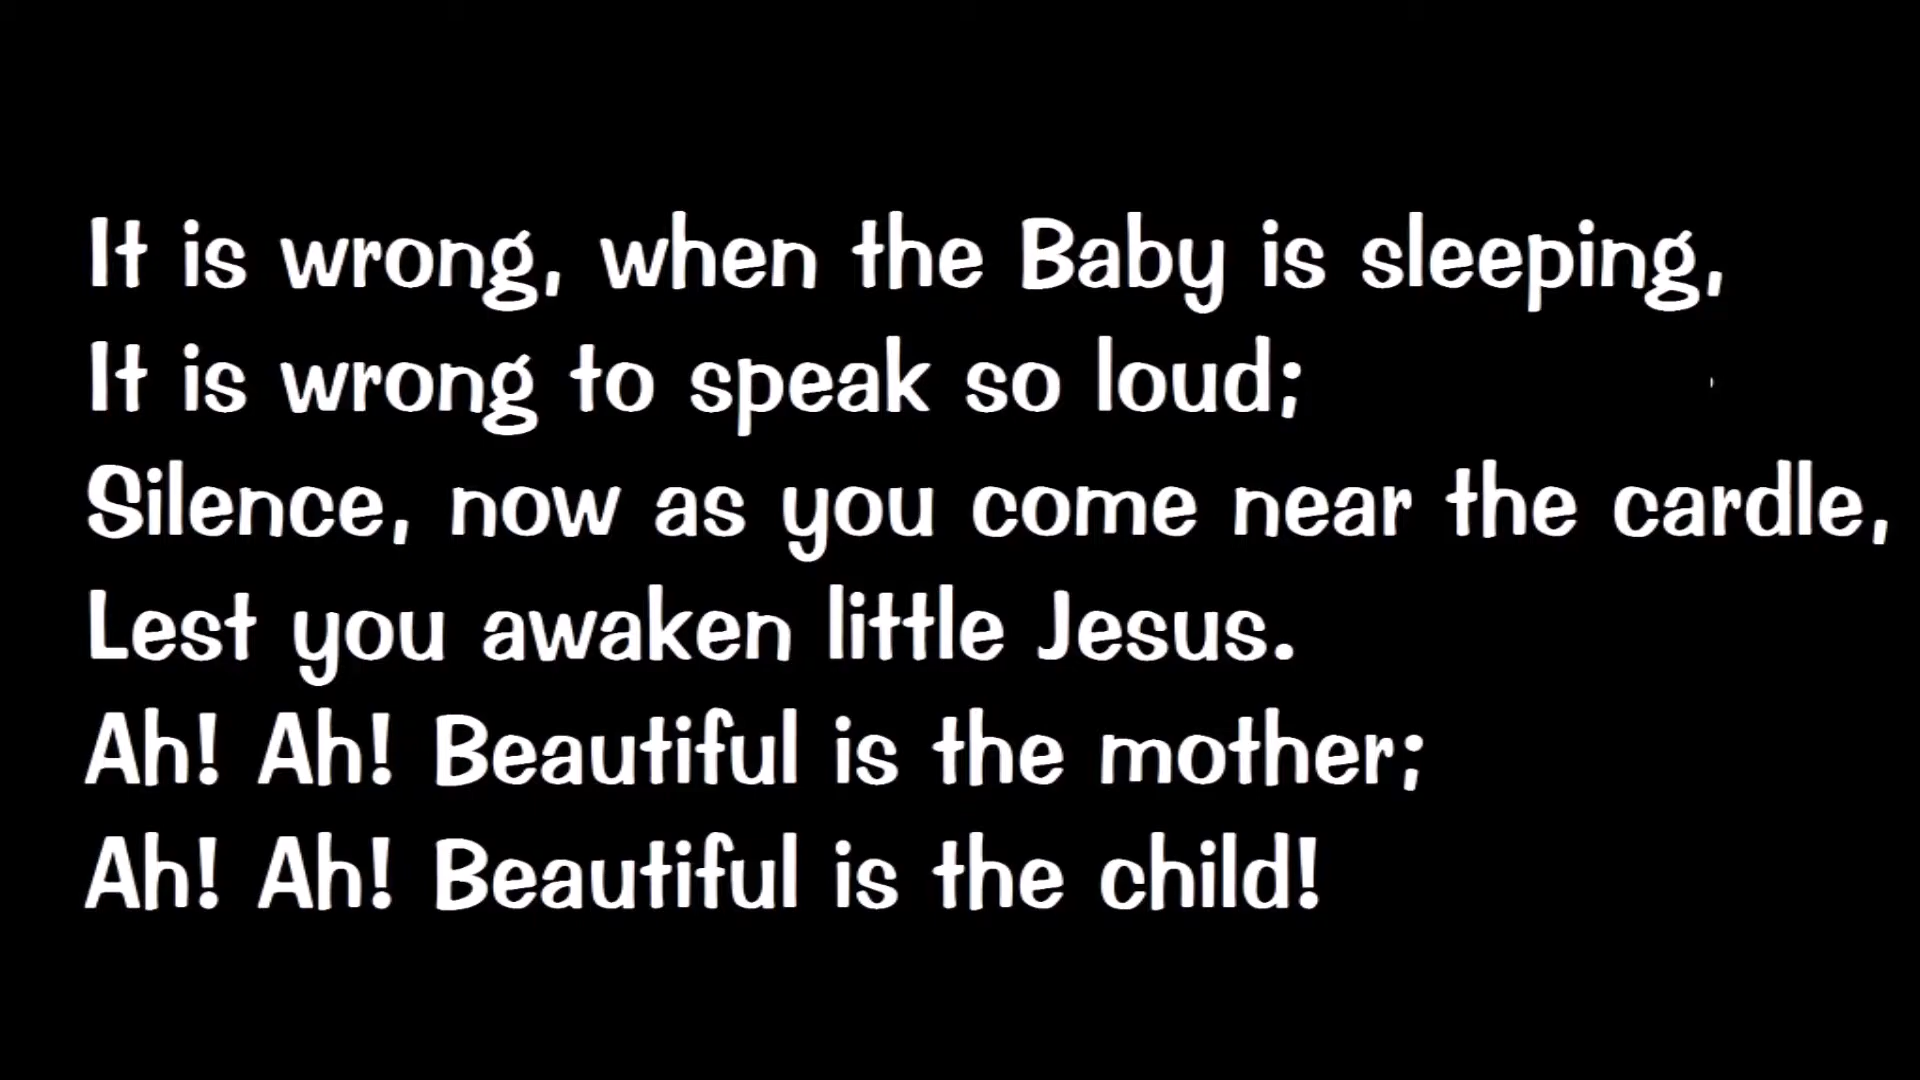 It is wrong, when the Baby is sleeping,
It is wrong to speak so loud;
Silence, now as you come near the cardle,
Lest you awaken little Jesus.
Ah! Ah! Beautiful is the mother;
Ah! Ah! Beautiful is the child!